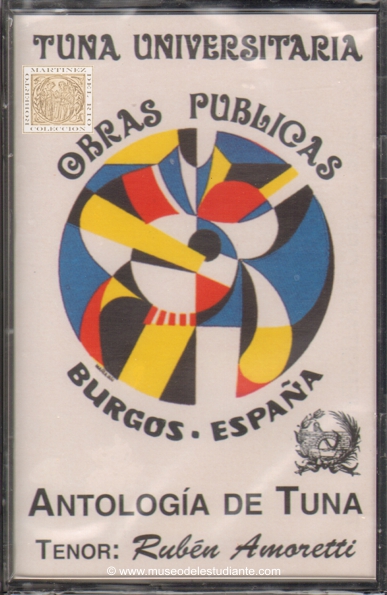 TUNA UNIVERSITARIA
MARTINEZ
ROBERTO
DEL RIO
COLECCION
OBRAS PUBLICAS
BURGOS · ESPAÑA
ANTOLOGÍA DE TUNA
TENOR: Rubén Amoretti
© www.museodelestudiante.com